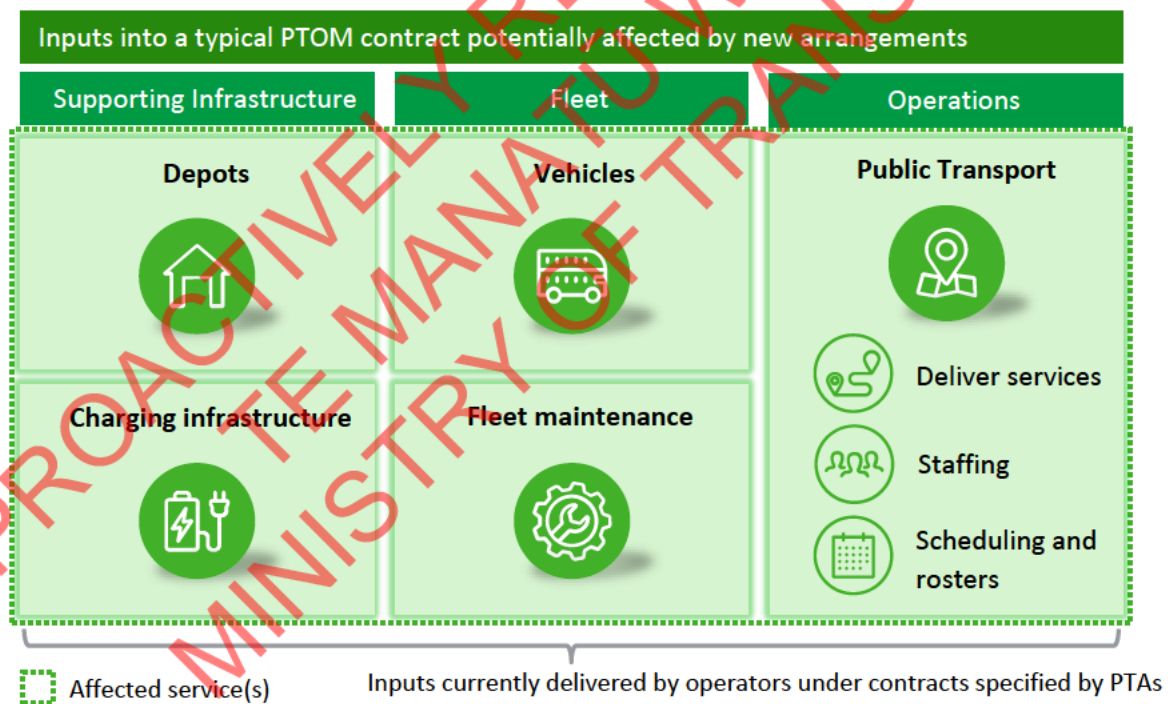 Inputs into a typical PTOM contract potentially affected by new arrangements
Supporting Infrastructure
Fleet
Operations
Depots
Vehicles
Public Transport
Charging infrastructure
Fleet maintenance
Deliver services
Staffing
Scheduling and
rosters
Affected service(s)
Inputs currently delivered by operators under contracts specified by PTAs
PROACTIVELY
TE MANATŪ
MINISTRY OF